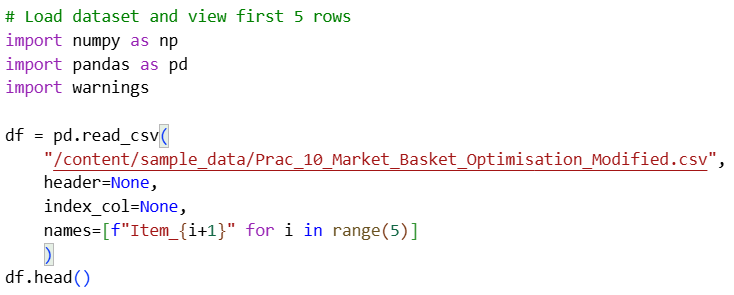 # Load dataset and view first 5 rows
import numpy as np
import pandas as pd
import warnings

df = pd.read_csv(
    "/content/sample_data/Prac_10_Market_Basket_Optimisation_Modified.csv",
    header=None,
    index_col=None,
    names=[f"Item_{i+1}" for i in range(5)]
    )
df.head()